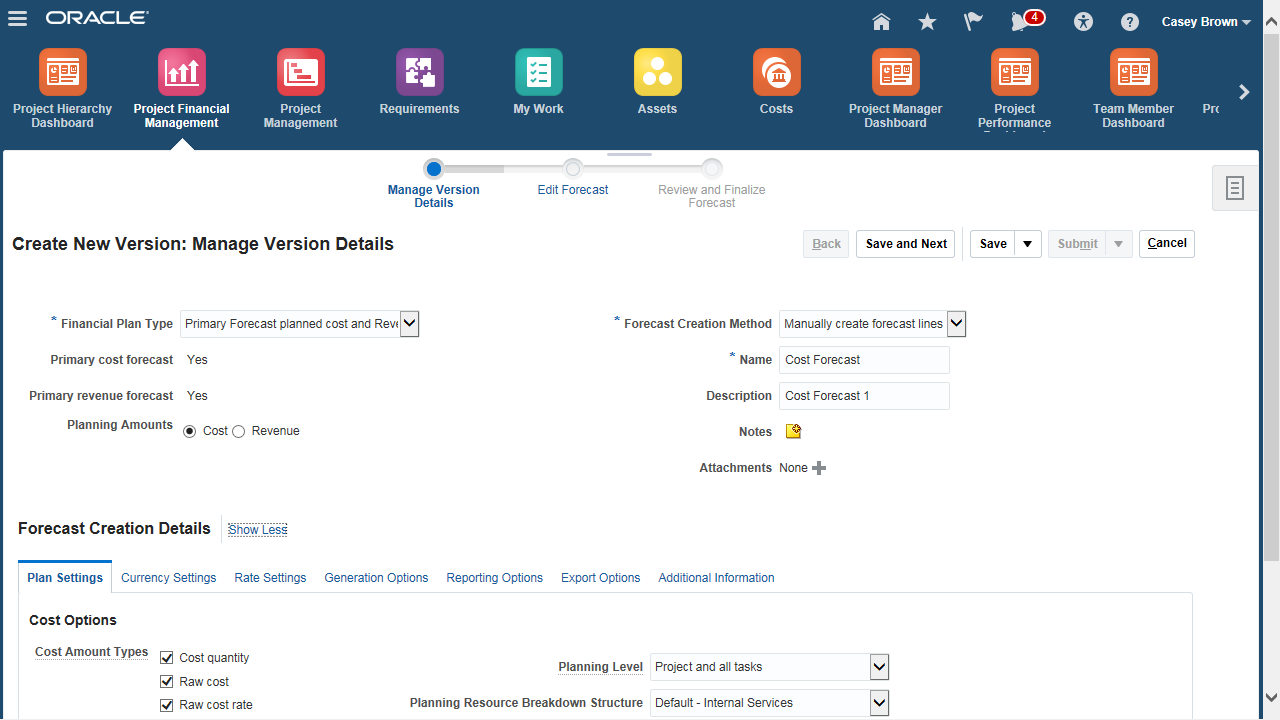 ORACLE
4
Casey Brown
Project Hierarchy
Dashboard
Project Financial
Management
Project
Management
Requirements
My Work
Assets
Costs
Project Manager
Dashboard
Project
Performance
Team Member
Dashboard
Manage Version
Details
Edit Forecast
Review and Finalize
Forecast
Create New Version: Manage Version Details
Back
Save and Next
Save
Submit
Cancel
* Financial Plan Type Primary Forecast planned cost and Reve
Primary cost forecast Yes
Primary revenue forecast Yes
Planning Amounts Cost Revenue
* Forecast Creation Method Manually create forecast lines
* Name Cost Forecast
Description Cost Forecast 1
Notes
Attachments None
Forecast Creation Details Show Less
Plan Settings Currency Settings Rate Settings Generation Options Reporting Options Export Options Additional Information
Cost Options
Cost Amount Types Cost quantity
Raw cost
Raw cost rate
Planning Level Project and all tasks
Planning Resource Breakdown Structure Default - Internal Services